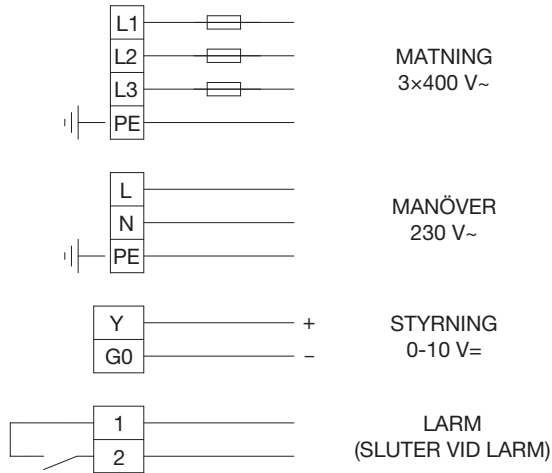 L1
L2
L3
PE
MATNING
3×400 V~
L
N
PE
MANÖVER
230 V~
Y +
G0 −
STYRNING
0-10 V=
1
2
LARM
(SLUTER VID LARM)